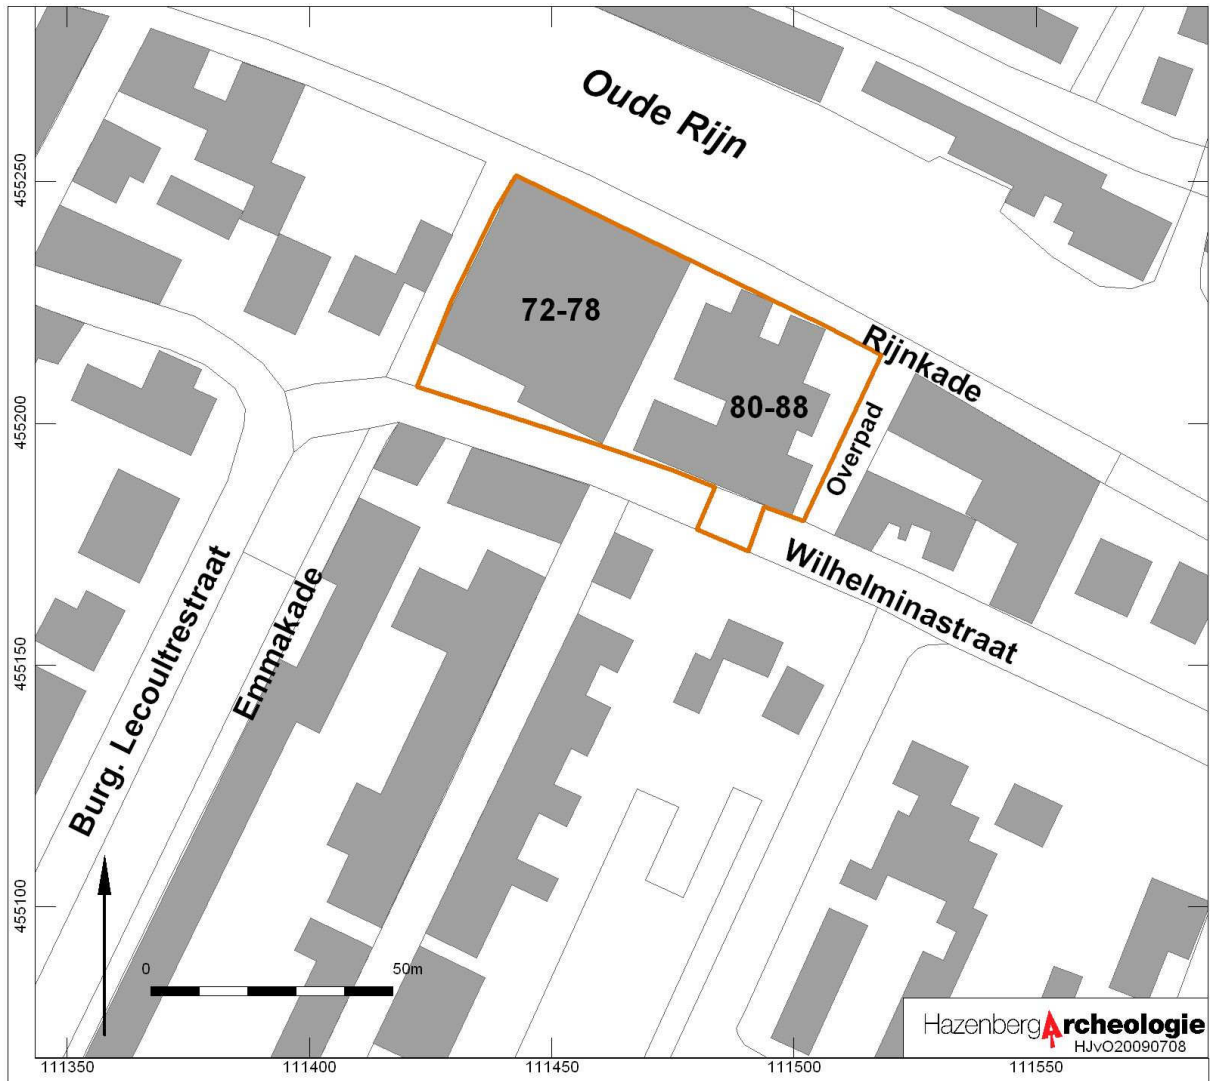 Oude Rijn
455250
72-78
Rijnkade
80-88
455200
Overpad
Wilhelminastraat
Burg. Lecoultrestraat
Emmakade
455150
455100
0 50m
Hazenberg Archeologie
HJvO20090708
111350 111400 111450 111500 111550